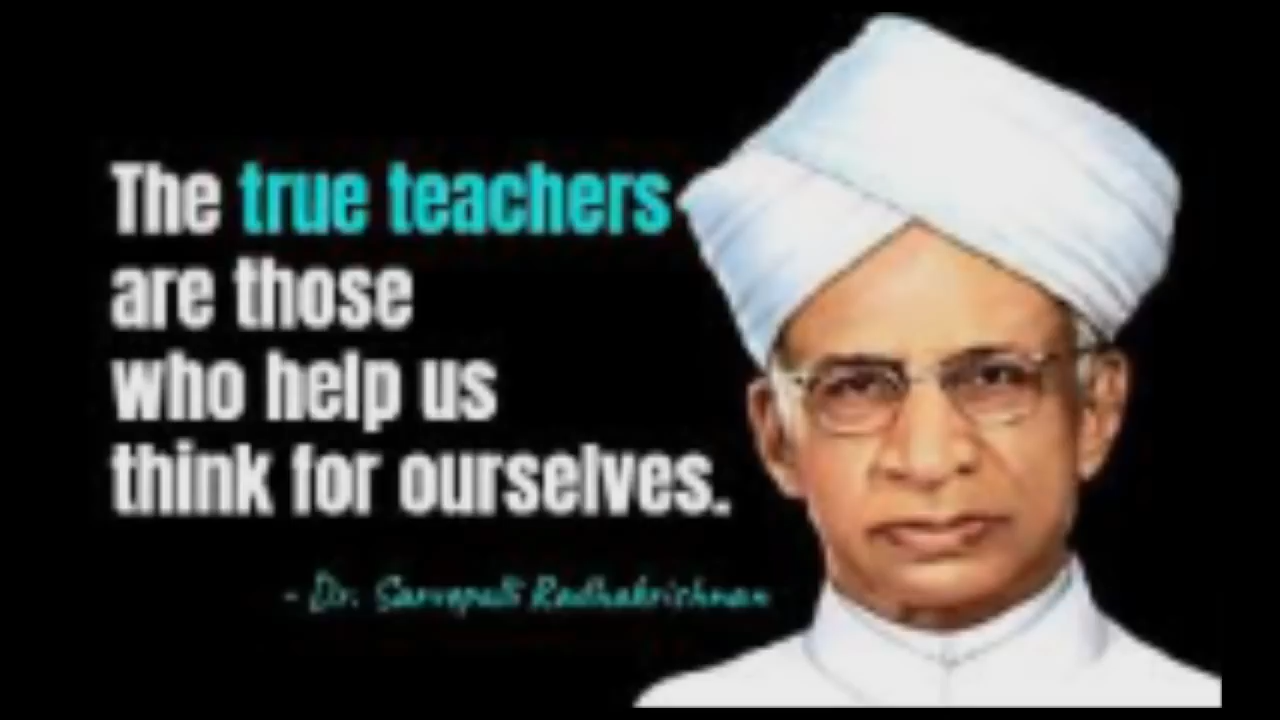 The true teachers
are those
who help us
think for ourselves.
- Dr. Sarvepalli Radhakrishnan